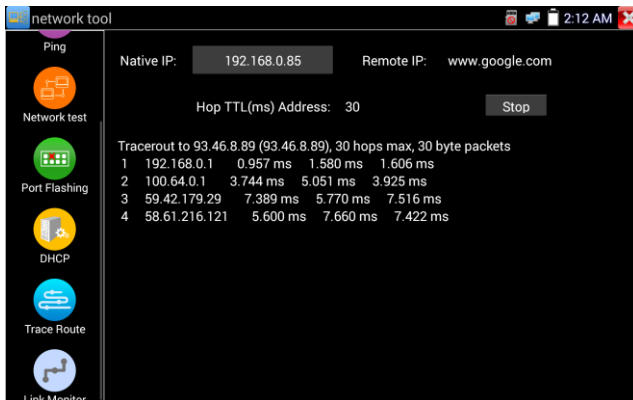 network tool
2:12 AM
Ping
Network test
Port Flashing
DHCP
Trace Route
Link Monitor
Native IP: 192.168.0.85 Remote IP: www.google.com
Hop TTL(ms) Address: 30 Stop
Tracerout to 93.46.8.89 (93.46.8.89), 30 hops max, 30 byte packets
1 192.168.0.1 0.957 ms 1.580 ms 1.606 ms
2 100.64.0.1 3.744 ms 5.051 ms 3.925 ms
3 59.42.179.29 7.389 ms 5.770 ms 7.516 ms
4 58.61.216.121 5.600 ms 7.660 ms 7.422 ms